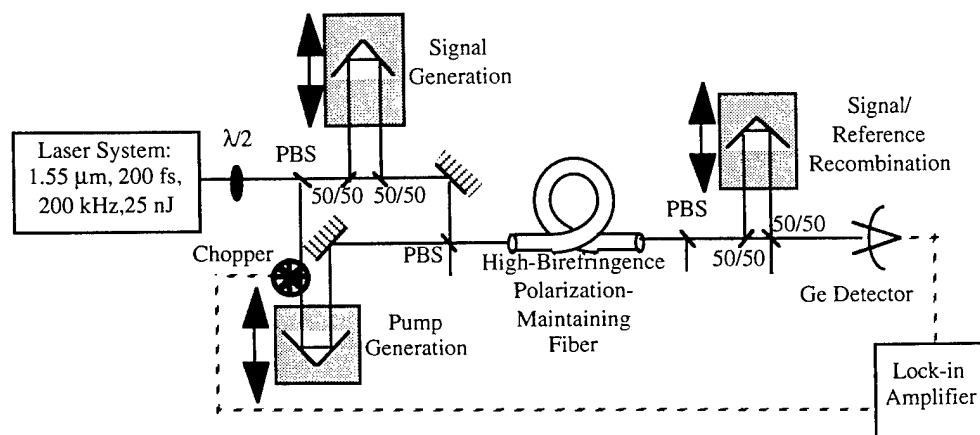 Signal
Generation
Signal/
Reference
Recombination
Laser System:
1.55 μm, 200 fs,
200 kHz,25 nJ
λ/2
PBS
50/50 50/50
PBS
50/50
50/50
Chopper
PBS
High-Birefringence
Polarization-
Maintaining
Fiber
Ge Detector
Pump
Generation
Lock-in
Amplifier